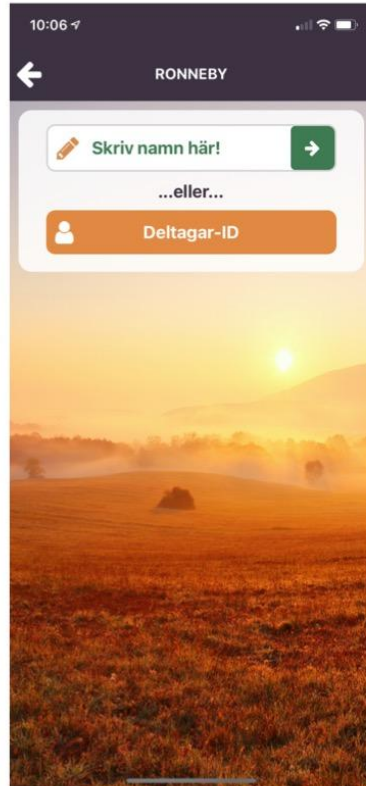 10:06
RONNEBY
Skriv namn här!
...eller...
Deltagar-ID